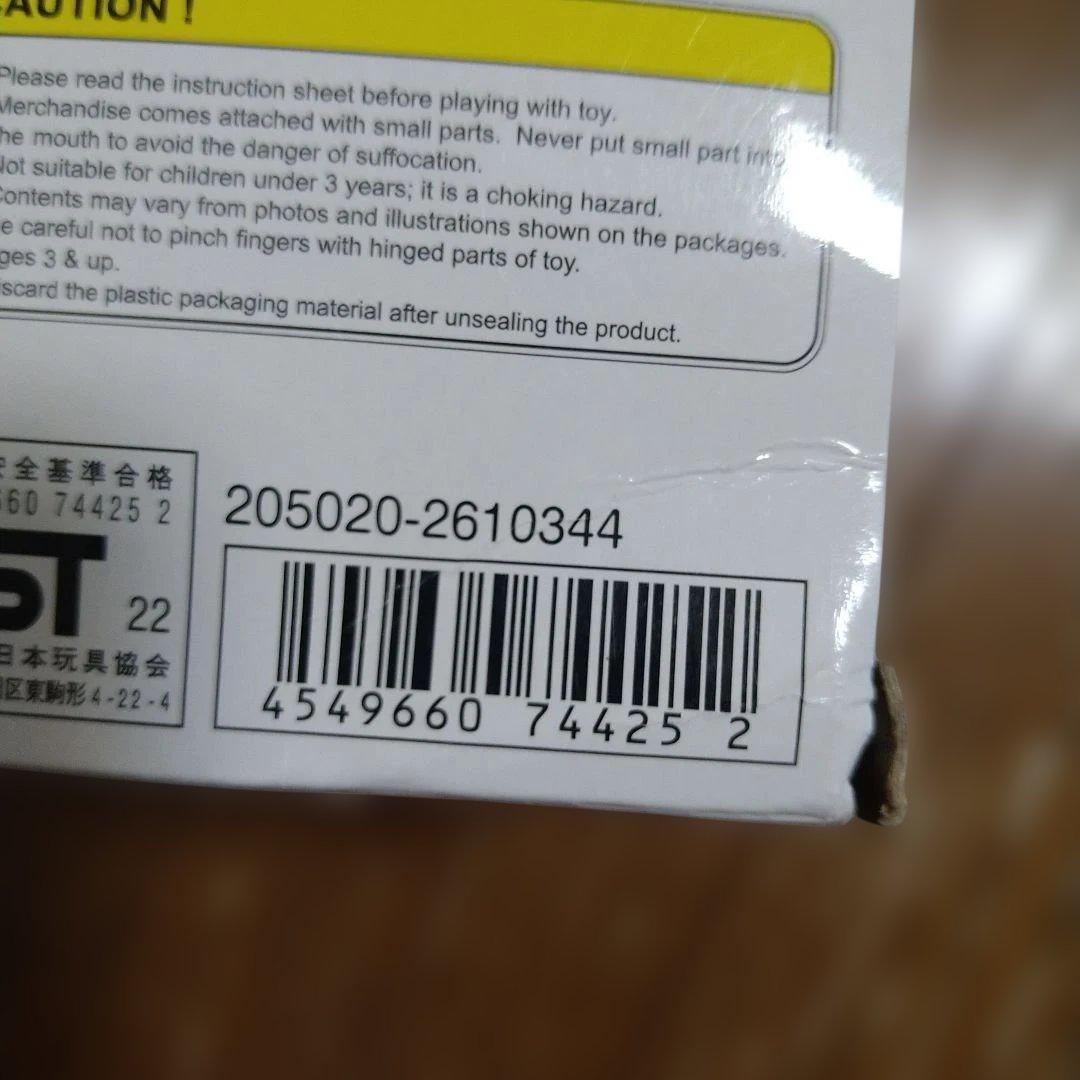 CAUTION !
Please read the instruction sheet before playing with toy.
Merchandise comes attached with small parts. Never put small part into
the mouth to avoid the danger of suffocation.
Not suitable for children under 3 years; it is a choking hazard.
Contents may vary from photos and illustrations shown on the packages.
e careful not to pinch fingers with hinged parts of toy.
ges 3 & up.
iscard the plastic packaging material after unsealing the product.
全基準合格
660 74425 2
ST 22
日本玩具協会
区東駒形4-22-4
205020-2610344
4549660 74425 2